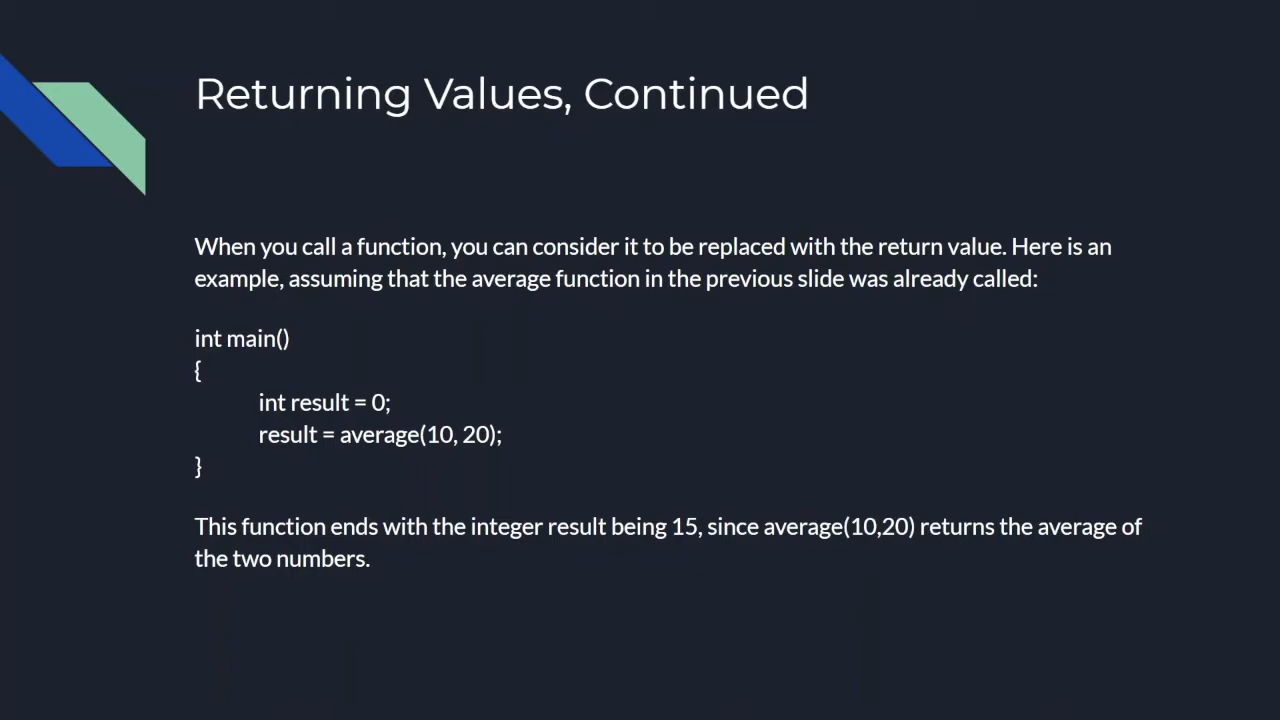 Returning Values, Continued
When you call a function, you can consider it to be replaced with the return value. Here is an
example, assuming that the average function in the previous slide was already called:
int main()
{
int result = 0;
result = average(10, 20);
}
This function ends with the integer result being 15, since average(10,20) returns the average of
the two numbers.